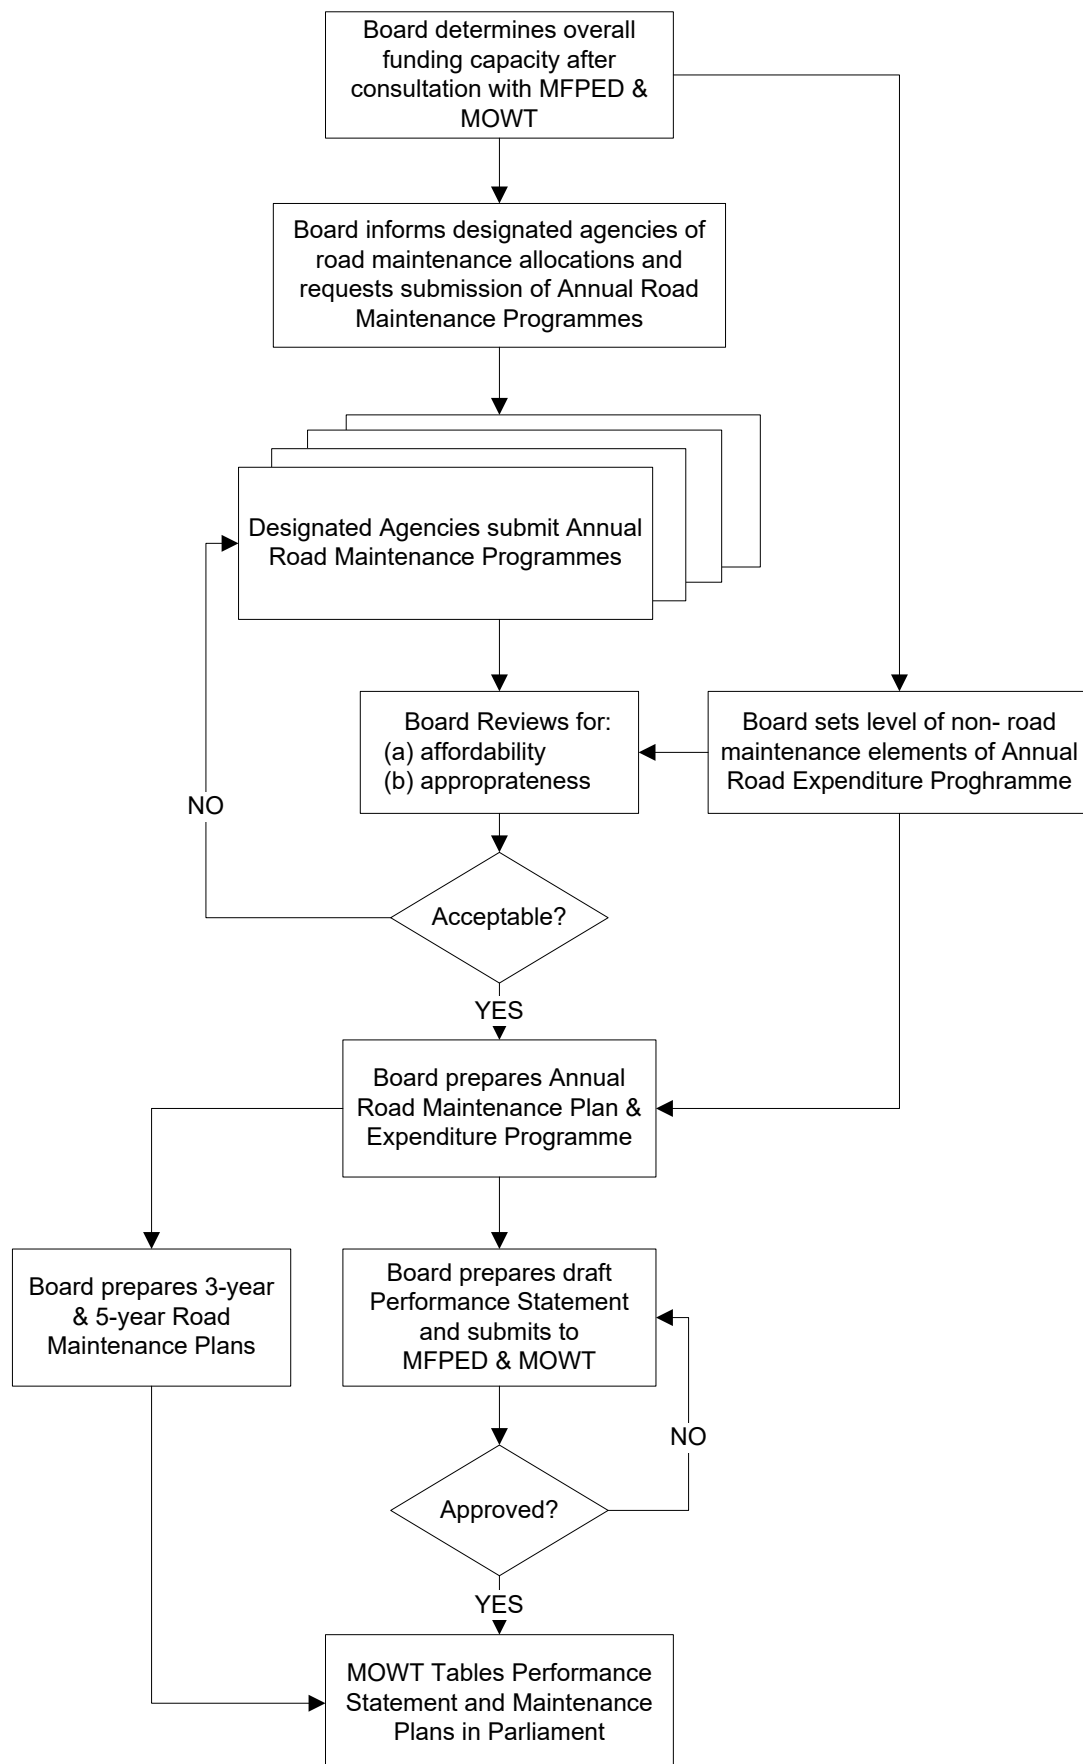 Board determines overall
funding capacity after
consultation with MFPED &
MOWT
Board informs designated agencies of
road maintenance allocations and
requests submission of Annual Road
Maintenance Programmes
Designated Agencies submit Annual
Road Maintenance Programmes
Board Reviews for:
(a) affordability
(b) approprateness
Board sets level of non- road
maintenance elements of Annual
Road Expenditure Proghramme
NO
Acceptable?
YES
Board prepares Annual
Road Maintenance Plan &
Expenditure Programme
Board prepares 3-year
& 5-year Road
Maintenance Plans
Board prepares draft
Performance Statement
and submits to
MFPED & MOWT
NO
Approved?
YES
MOWT Tables Performance
Statement and Maintenance
Plans in Parliament